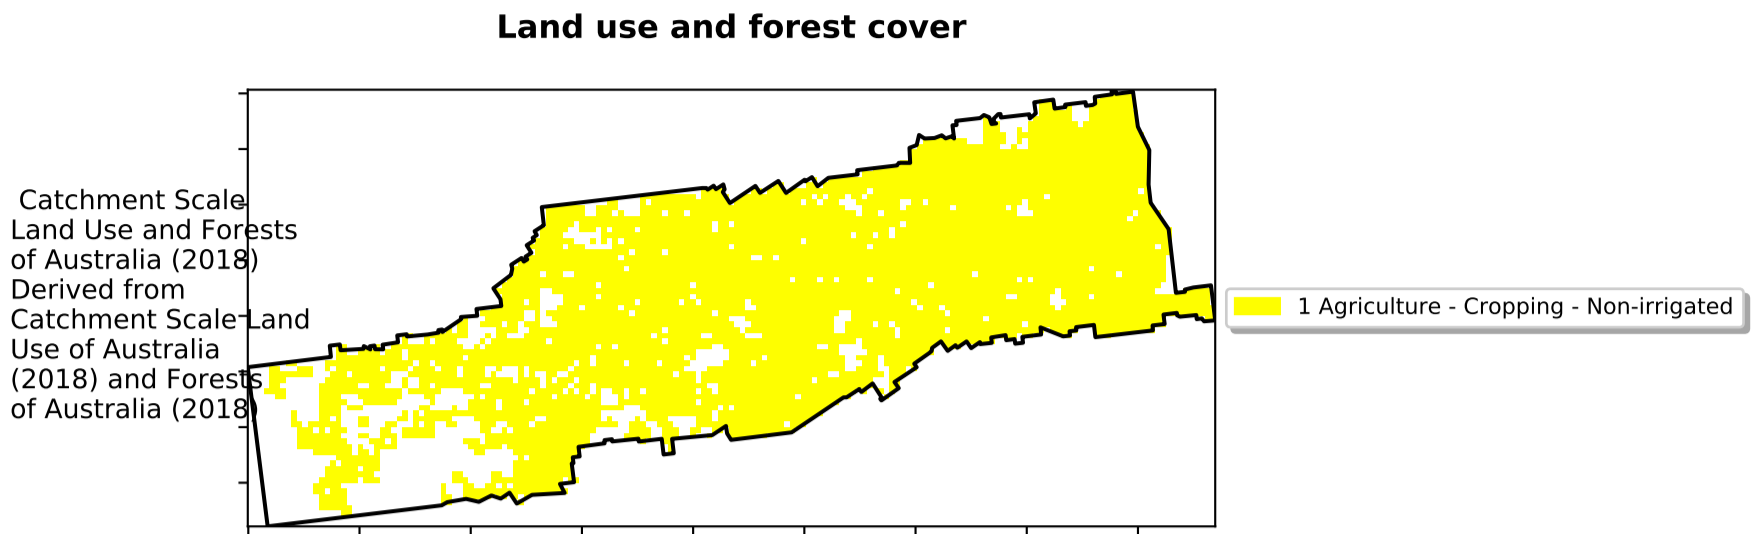 Land use and forest cover
Catchment Scale
Land Use and Forests
of Australia (2018)
Derived from
Catchment Scale Land
Use of Australia
(2018) and Forests
of Australia (2018)
1 Agriculture - Cropping - Non-irrigated